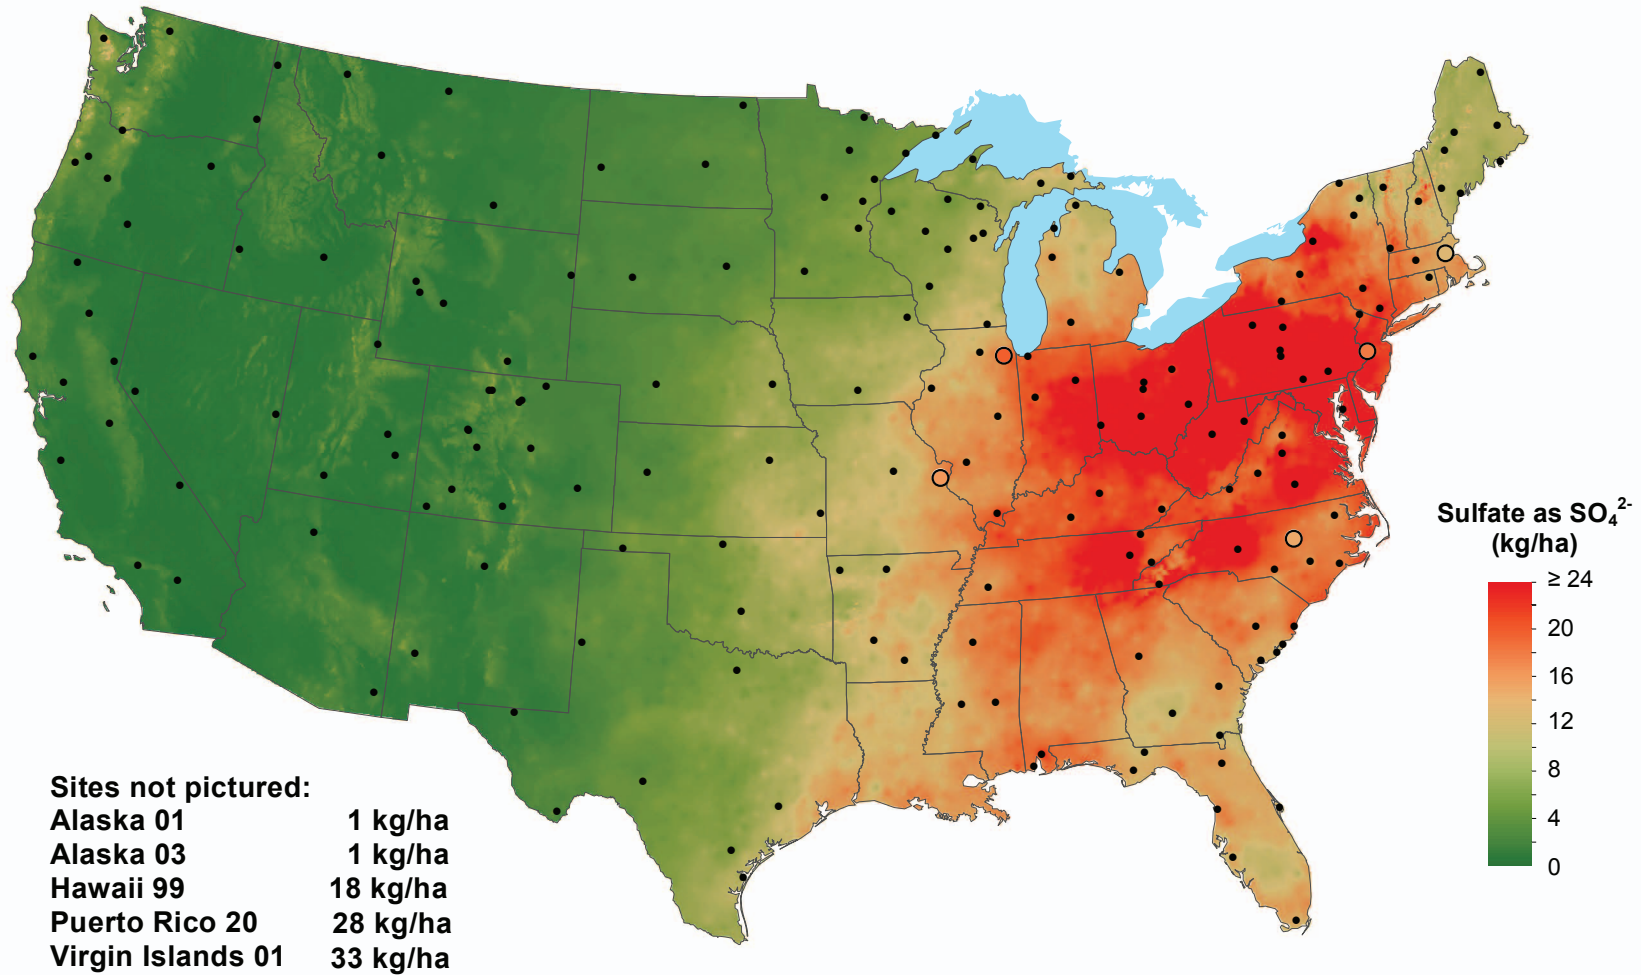 Sulfate as SO₄²⁻
(kg/ha)
≥ 24
20
16
12
8
4
0
Sites not pictured:
Alaska 01 1 kg/ha
Alaska 03 1 kg/ha
Hawaii 99 18 kg/ha
Puerto Rico 20 28 kg/ha
Virgin Islands 01 33 kg/ha